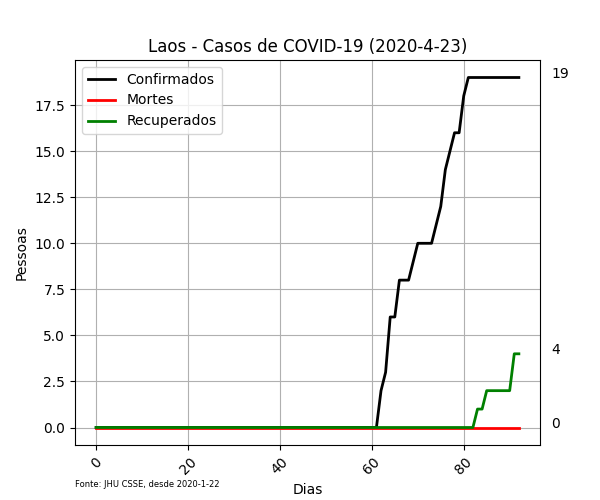 Laos - Casos de COVID-19 (2020-4-23)
Confirmados
Mortes
Recuperados
19
4
0
17.5
15.0
12.5
10.0
7.5
5.0
2.5
0.0
Pessoas
0
20
40
60
80
Dias
Fonte: JHU CSSE, desde 2020-1-22